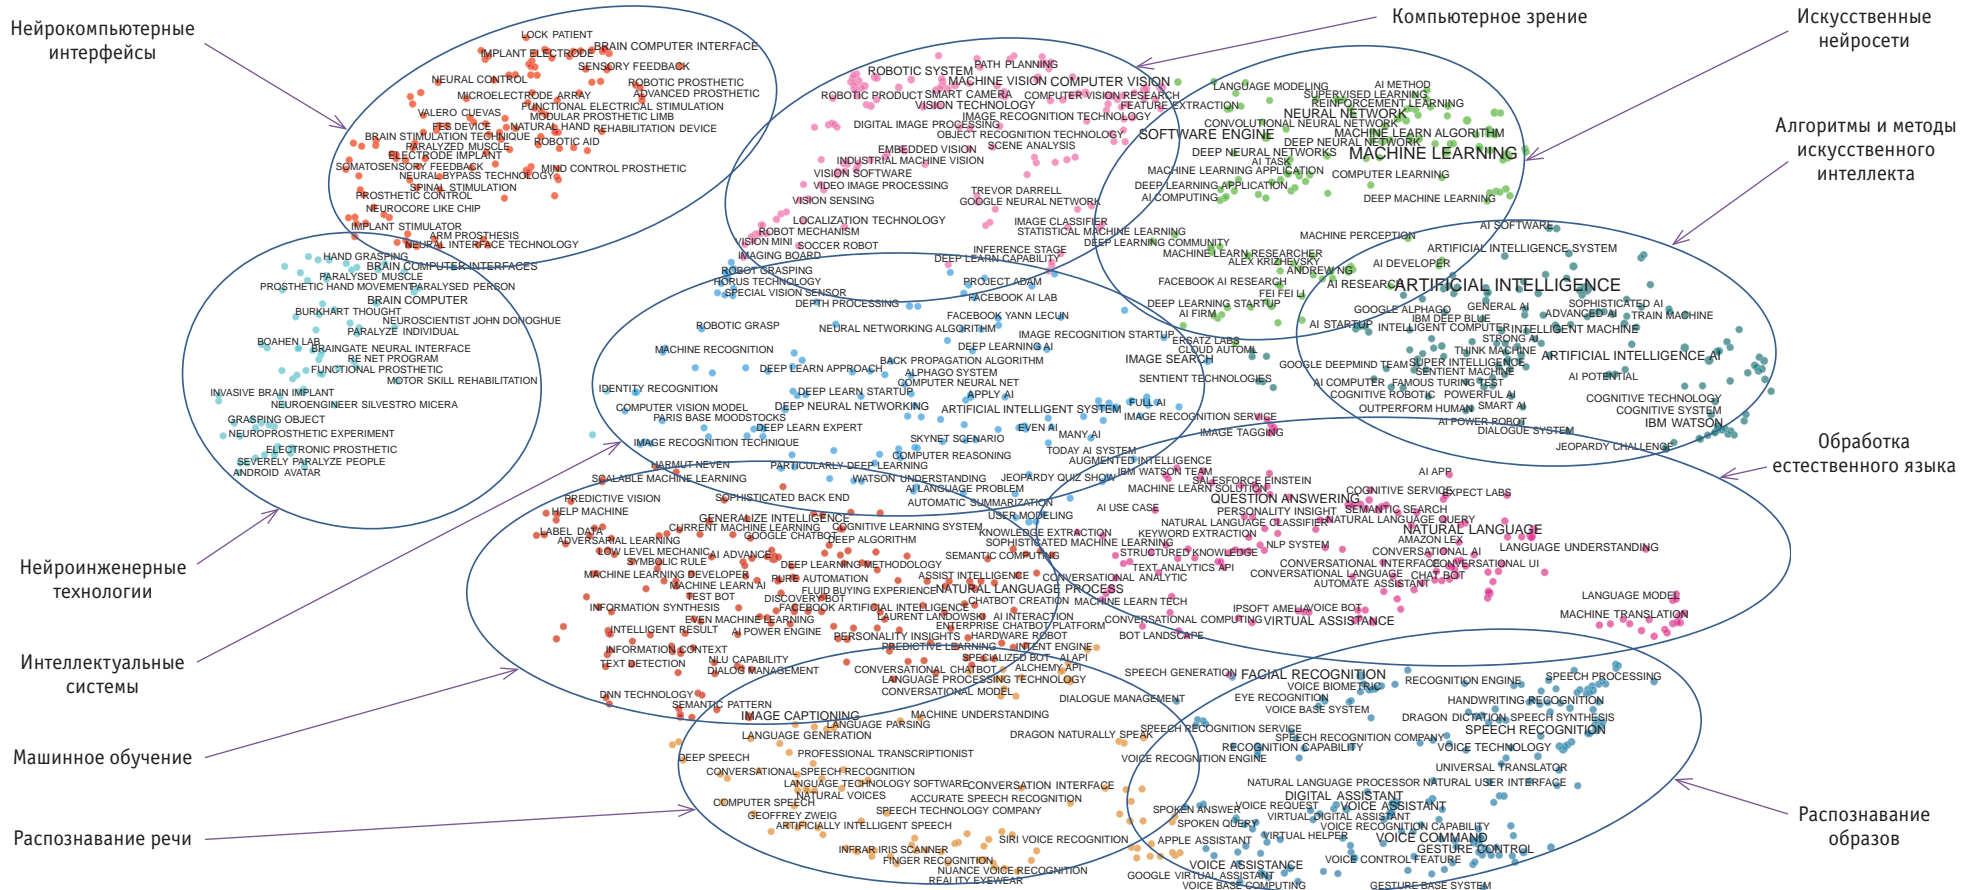 Нейрокомпьютерные
интерфейсы
Компьютерное зрение
Искусственные
нейросети
Алгоритмы и методы
искусственного
интеллекта
Обработка
естественного языка
Распознавание
образов
Нейроинженерные
технологии
Интеллектуальные
системы
Машинное обучение
Распознавание речи
LOCK PATIENT
BRAIN COMPUTER INTERFACE
IMPLANT ELECTRODE
SENSORY FEEDBACK
NEURAL CONTROL
ROBOTIC PROSTHETIC
ADVANCED PROSTHETIC
MICROELECTRODE ARRAY
FUNCTIONAL ELECTRICAL STIMULATION
VALERO CUEVAS
MODULAR PROSTHETIC LIMB
FES DEVICE
NATURAL HAND
REHABILITATION DEVICE
BRAIN STIMULATION TECHNIQUE
ROBOTIC AID
PARALYZED MUSCLE
ELECTRODE IMPLANT
SOMATOSENSORY FEEDBACK
MIND CONTROL PROSTHETIC
NEURAL BYPASS TECHNOLOGY
SPINAL STIMULATION
PROSTHETIC CONTROL
NEUROCORE LIKE CHIP
IMPLANT STIMULATOR
ARM PROSTHESIS
NEURAL INTERFACE TECHNOLOGY
HAND GRASPING
BRAIN COMPUTER INTERFACES
PARALYSED MUSCLE
PROSTHETIC HAND MOVEMENT
PARALYSED PERSON
BRAIN COMPUTER
BURKHART THOUGHT
NEUROSCIENTIST JOHN DONOGHUE
PARALYZE INDIVIDUAL
BOAHEN LAB
BRAINGATE NEURAL INTERFACE
RE NET PROGRAM
FUNCTIONAL PROSTHETIC
MOTOR SKILL REHABILITATION
INVASIVE BRAIN IMPLANT
NEUROENGINEER SILVESTRO MICERA
GRASPING OBJECT
NEUROPROSTHETIC EXPERIMENT
ELECTRONIC PROSTHETIC
SEVERELY PARALYZE PEOPLE
ANDROID AVATAR
PATH PLANNING
ROBOTIC SYSTEM
MACHINE VISION
COMPUTER VISION
ROBOTIC PRODUCT
SMART CAMERA
COMPUTER VISION RESEARCH
VISION TECHNOLOGY
FEATURE EXTRACTION
IMAGE RECOGNITION TECHNOLOGY
DIGITAL IMAGE PROCESSING
OBJECT RECOGNITION TECHNOLOGY
EMBEDDED VISION
SCENE ANALYSIS
INDUSTRIAL MACHINE VISION
VISION SOFTWARE
VIDEO IMAGE PROCESSING
TREVOR DARRELL
VISION SENSING
GOOGLE NEURAL NETWORK
LOCALIZATION TECHNOLOGY
IMAGE CLASSIFIER
ROBOT MECHANISM
STATISTICAL MACHINE LEARNING
VISION MINI
SOCCER ROBOT
IMAGING BOARD
INFERENCE STAGE
DEEP LEARN CAPABILITY
LANGUAGE MODELING
AI METHOD
SUPERVISED LEARNING
REINFORCEMENT LEARNING
NEURAL NETWORK
CONVOLUTIONAL NEURAL NETWORK
SOFTWARE ENGINE
MACHINE LEARN ALGORITHM
DEEP NEURAL NETWORK
DEEP NEURAL NETWORKS
MACHINE LEARNING
AI TASK
MACHINE LEARNING APPLICATION
COMPUTER LEARNING
DEEP LEARNING APPLICATION
AI COMPUTING
DEEP MACHINE LEARNING
MACHINE PERCEPTION
DEEP LEARNING COMMUNITY
MACHINE LEARN RESEARCHER
ALEX KRIZHEVSKY
ANDREW NG
AI DEVELOPER
FACEBOOK AI RESEARCH
AI RESEARCH
FEI FEI LI
DEEP LEARNING STARTUP
AI FIRM
AI SOFTWARE
ARTIFICIAL INTELLIGENCE SYSTEM
ARTIFICIAL INTELLIGENCE
GOOGLE ALPHAGO
GENERAL AI
SOPHISTICATED AI
IBM DEEP BLUE
ADVANCED AI
TRAIN MACHINE
AI STARTUP
INTELLIGENT COMPUTER
INTELLIGENT MACHINE
STRONG AI
THINK MACHINE
ARTIFICIAL INTELLIGENCE AI
GOOGLE DEEPMIND TEAM
SUPER INTELLIGENCE
SENTIENT MACHINE
AI POTENTIAL
AI COMPUTER
FAMOUS TURING TEST
COGNITIVE ROBOTIC
POWERFUL AI
COGNITIVE TECHNOLOGY
OUTPERFORM HUMAN
SMART AI
COGNITIVE SYSTEM
AI POWER ROBOT
IBM WATSON
DIALOGUE SYSTEM
JEOPARDY CHALLENGE
ROBOT GRASPING
HORUS TECHNOLOGY
SPECIAL VISION SENSOR
PROJECT ADAM
DEPTH PROCESSING
FACEBOOK AI LAB
FACEBOOK YANN LECUN
ROBOTIC GRASP
NEURAL NETWORKING ALGORITHM
IMAGE RECOGNITION STARTUP
ERSATZ LABS
CLOUD AUTOML
MACHINE RECOGNITION
DEEP LEARNING AI
IMAGE SEARCH
BACK PROPAGATION ALGORITHM
DEEP LEARN APPROACH
ALPHAGO SYSTEM
SENTIENT TECHNOLOGIES
COMPUTER NEURAL NET
IDENTITY RECOGNITION
DEEP LEARN STARTUP
APPLY AI
COMPUTER VISION MODEL
DEEP NEURAL NETWORKING
FULL AI
ARTIFICIAL INTELLIGENT SYSTEM
PARIS BASE MOODSTOCKS
IMAGE RECOGNITION SERVICE
DEEP LEARN EXPERT
EVEN AI
MANY AI
IMAGE TAGGING
IMAGE RECOGNITION TECHNIQUE
SKYNET SCENARIO
COMPUTER REASONING
TODAY AI SYSTEM
HARMUT NEVEN
PARTICULARLY DEEP LEARNING
AUGMENTED INTELLIGENCE
SCALABLE MACHINE LEARNING
WATSON UNDERSTANDING
JEOPARDY QUIZ SHOW
IBM WATSON TEAM
AI LANGUAGE PROBLEM
SOPHISTICATED BACK END
AUTOMATIC SUMMARIZATION
USER MODELING
PREDICTIVE VISION
HELP MACHINE
GENERALIZE INTELLIGENCE
LABEL DATA
CURRENT MACHINE LEARNING
COGNITIVE LEARNING SYSTEM
KNOWLEDGE EXTRACTION
ADVERSARIAL LEARNING
GOOGLE CHATBOT
DEEP ALGORITHM
SOPHISTICATED MACHINE LEARNING
LOW LEVEL MECHANIC
AI ADVANCE
SEMANTIC COMPUTING
SYMBOLIC RULE
DEEP LEARNING METHODOLOGY
MACHINE LEARNING DEVELOPER
PURE AUTOMATION
ASSIST INTELLIGENCE
MACHINE LEARN AI
FLUID BUYING EXPERIENCE
NATURAL LANGUAGE PROCESS
TEST BOT
DISCOVERY BOT
CHATBOT CREATION
INFORMATION SYNTHESIS
FACEBOOK ARTIFICIAL INTELLIGENCE
EVEN MACHINE LEARNING
LAURENT LANDOWSKI
AI INTERACTION
INTELLIGENT RESULT
AI POWER ENGINE
ENTERPRISE CHATBOT PLATFORM
PERSONALITY INSIGHTS
HARDWARE ROBOT
INFORMATION CONTEXT
PREDICTIVE LEARNING
INTENT ENGINE
TEXT DETECTION
NLU CAPABILITY
SPECIALIZED BOT
AI API
DIALOG MANAGEMENT
CONVERSATIONAL CHATBOT
ALCHEMY API
LANGUAGE PROCESSING TECHNOLOGY
DNN TECHNOLOGY
CONVERSATIONAL MODEL
SEMANTIC PATTERN
DIALOGUE MANAGEMENT
MACHINE LEARN SOLUTION
SALESFORCE EINSTEIN
AI APP
QUESTION ANSWERING
COGNITIVE SERVICE
EXPECT LABS
AI USE CASE
PERSONALITY INSIGHT
SEMANTIC SEARCH
NATURAL LANGUAGE CLASSIFIER
NATURAL LANGUAGE QUERY
KEYWORD EXTRACTION
NATURAL LANGUAGE
AMAZON LEX
STRUCTURED KNOWLEDGE
NLP SYSTEM
CONVERSATIONAL AI
LANGUAGE UNDERSTANDING
TEXT ANALYTICS API
CONVERSATIONAL INTERFACE
CONVERSATIONAL UI
CONVERSATIONAL ANALYTIC
CONVERSATIONAL LANGUAGE
CHAT BOT
AUTOMATE ASSISTANT
MACHINE LEARN TECH
LANGUAGE MODEL
IPSOFT AMELIA
VOICE BOT
MACHINE TRANSLATION
CONVERSATIONAL COMPUTING
VIRTUAL ASSISTANCE
BOT LANDSCAPE
IMAGE CAPTIONING
LANGUAGE PARSING
MACHINE UNDERSTANDING
LANGUAGE GENERATION
DRAGON NATURALLY SPEAK
DEEP SPEECH
PROFESSIONAL TRANSCRIPTIONIST
CONVERSATIONAL SPEECH RECOGNITION
LANGUAGE TECHNOLOGY SOFTWARE
CONVERSATION INTERFACE
NATURAL VOICES
COMPUTER SPEECH
ACCURATE SPEECH RECOGNITION
GEOFFREY ZWEIG
SPEECH TECHNOLOGY COMPANY
ARTIFICIALLY INTELLIGENT SPEECH
SIRI VOICE RECOGNITION
INFRAR IRIS SCANNER
FINGER RECOGNITION
NUANCE VOICE RECOGNITION
REALITY EYEWEAR
SPEECH GENERATION
FACIAL RECOGNITION
RECOGNITION ENGINE
SPEECH PROCESSING
VOICE BIOMETRIC
EYE RECOGNITION
HANDWRITING RECOGNITION
VOICE BASE SYSTEM
DRAGON DICTATION
SPEECH SYNTHESIS
SPEECH RECOGNITION SERVICE
SPEECH RECOGNITION
SPEECH RECOGNITION COMPANY
RECOGNITION CAPABILITY
VOICE TECHNOLOGY
VOICE RECOGNITION ENGINE
UNIVERSAL TRANSLATOR
NATURAL LANGUAGE PROCESSOR
NATURAL USER INTERFACE
DIGITAL ASSISTANT
SPOKEN ANSWER
VOICE REQUEST
VOICE ASSISTANT
VIRTUAL DIGITAL ASSISTANT
SPOKEN QUERY
VOICE RECOGNITION CAPABILITY
APPLE ASSISTANT
VIRTUAL HELPER
VOICE COMMAND
GESTURE CONTROL
VOICE ASSISTANCE
VOICE CONTROL FEATURE
GOOGLE VIRTUAL ASSISTANT
VOICE BASE COMPUTING
GESTURE BASE SYSTEM